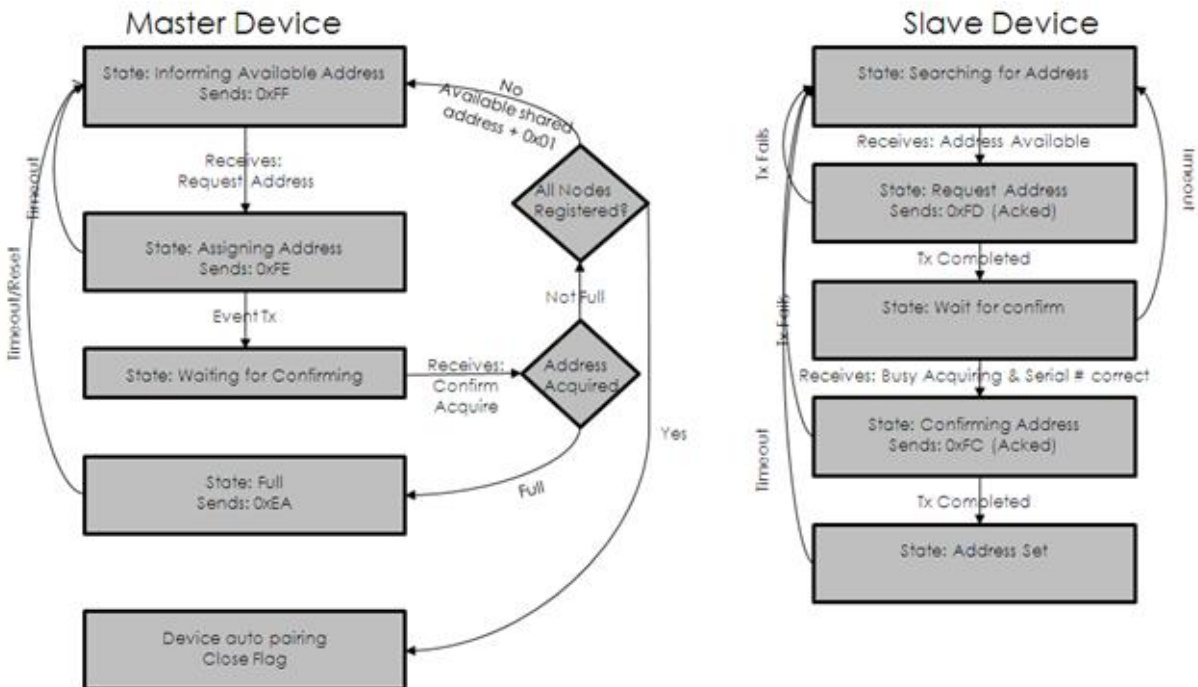 Master Device
State: Informing Available Address
Sends: 0xFF
Receives:
Request Address
Timeout
State: Assigning Address
Sends: 0xFE
Event Tx
State: Waiting for Confirming
Receives:
Confirm
Acquire
Address
Acquired
Not Full
All Nodes
Registered?
No
Available shared
address + 0x01
Yes
Full
Timeout/Reset
State: Full
Sends: 0xEA
Device auto pairing
Close Flag
Slave Device
State: Searching for Address
Receives: Address Available
Tx Fails
State: Request Address
Sends: 0xFD (Acked)
Tx Completed
Timeout
State: Wait for confirm
Tx Fails
Receives: Busy Acquiring & Serial # correct
State: Confirming Address
Sends: 0xFC (Acked)
Timeout
Tx Completed
State: Address Set